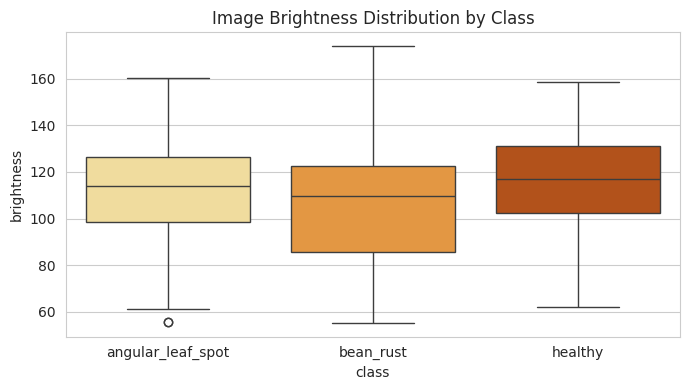 Image Brightness Distribution by Class
brightness
160
140
120
100
80
60
angular_leaf_spot
bean_rust
healthy
class